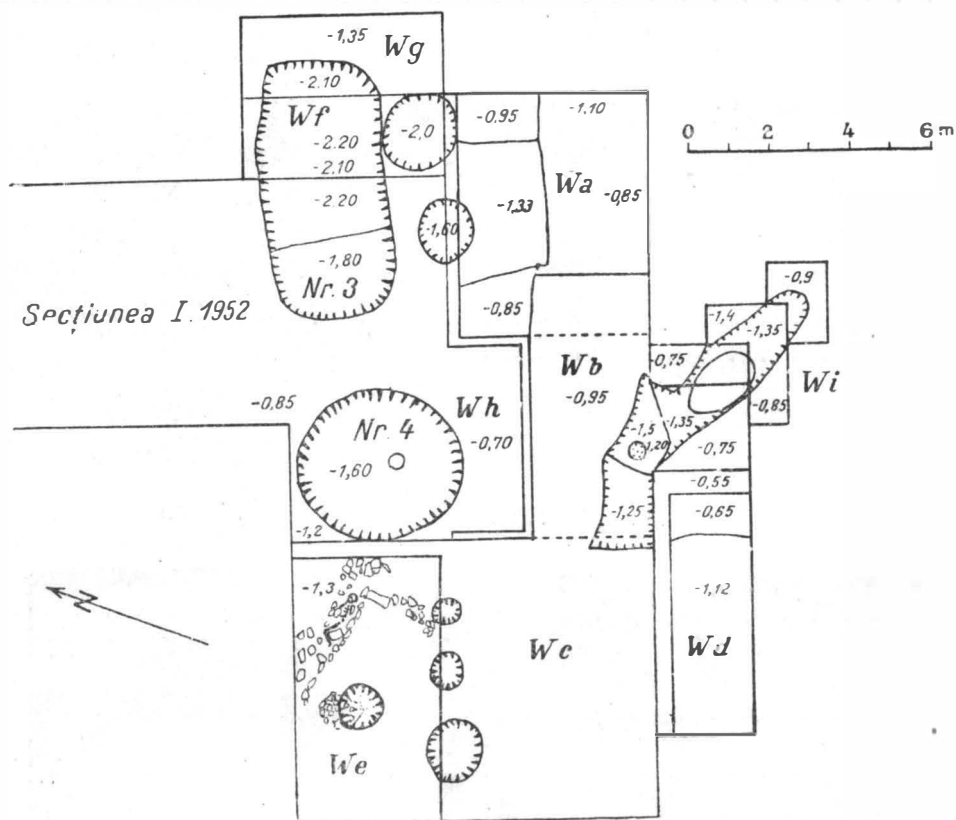 -1,35
Wg
-2.10
Wf
-2,0
-0.95
-1.10
0 2 4 6 m
-2.20
-2.10
-2.20
Wa
-1,33
-0,85
-1,60
-1,80
Nr. 3
-0,9
Secțiunea I. 1952
-0,85
-1,4
-1,35
Wb
-0,75
Wi
-0,95
-0,85
-0,85
Wh
Nr. 4
-0,70
-1,5
-1,35
1,20
-0,75
-1,60
-0,55
-1,25
-0,65
-1,2
-1,3
-1,12
N
Wc
Wd
We